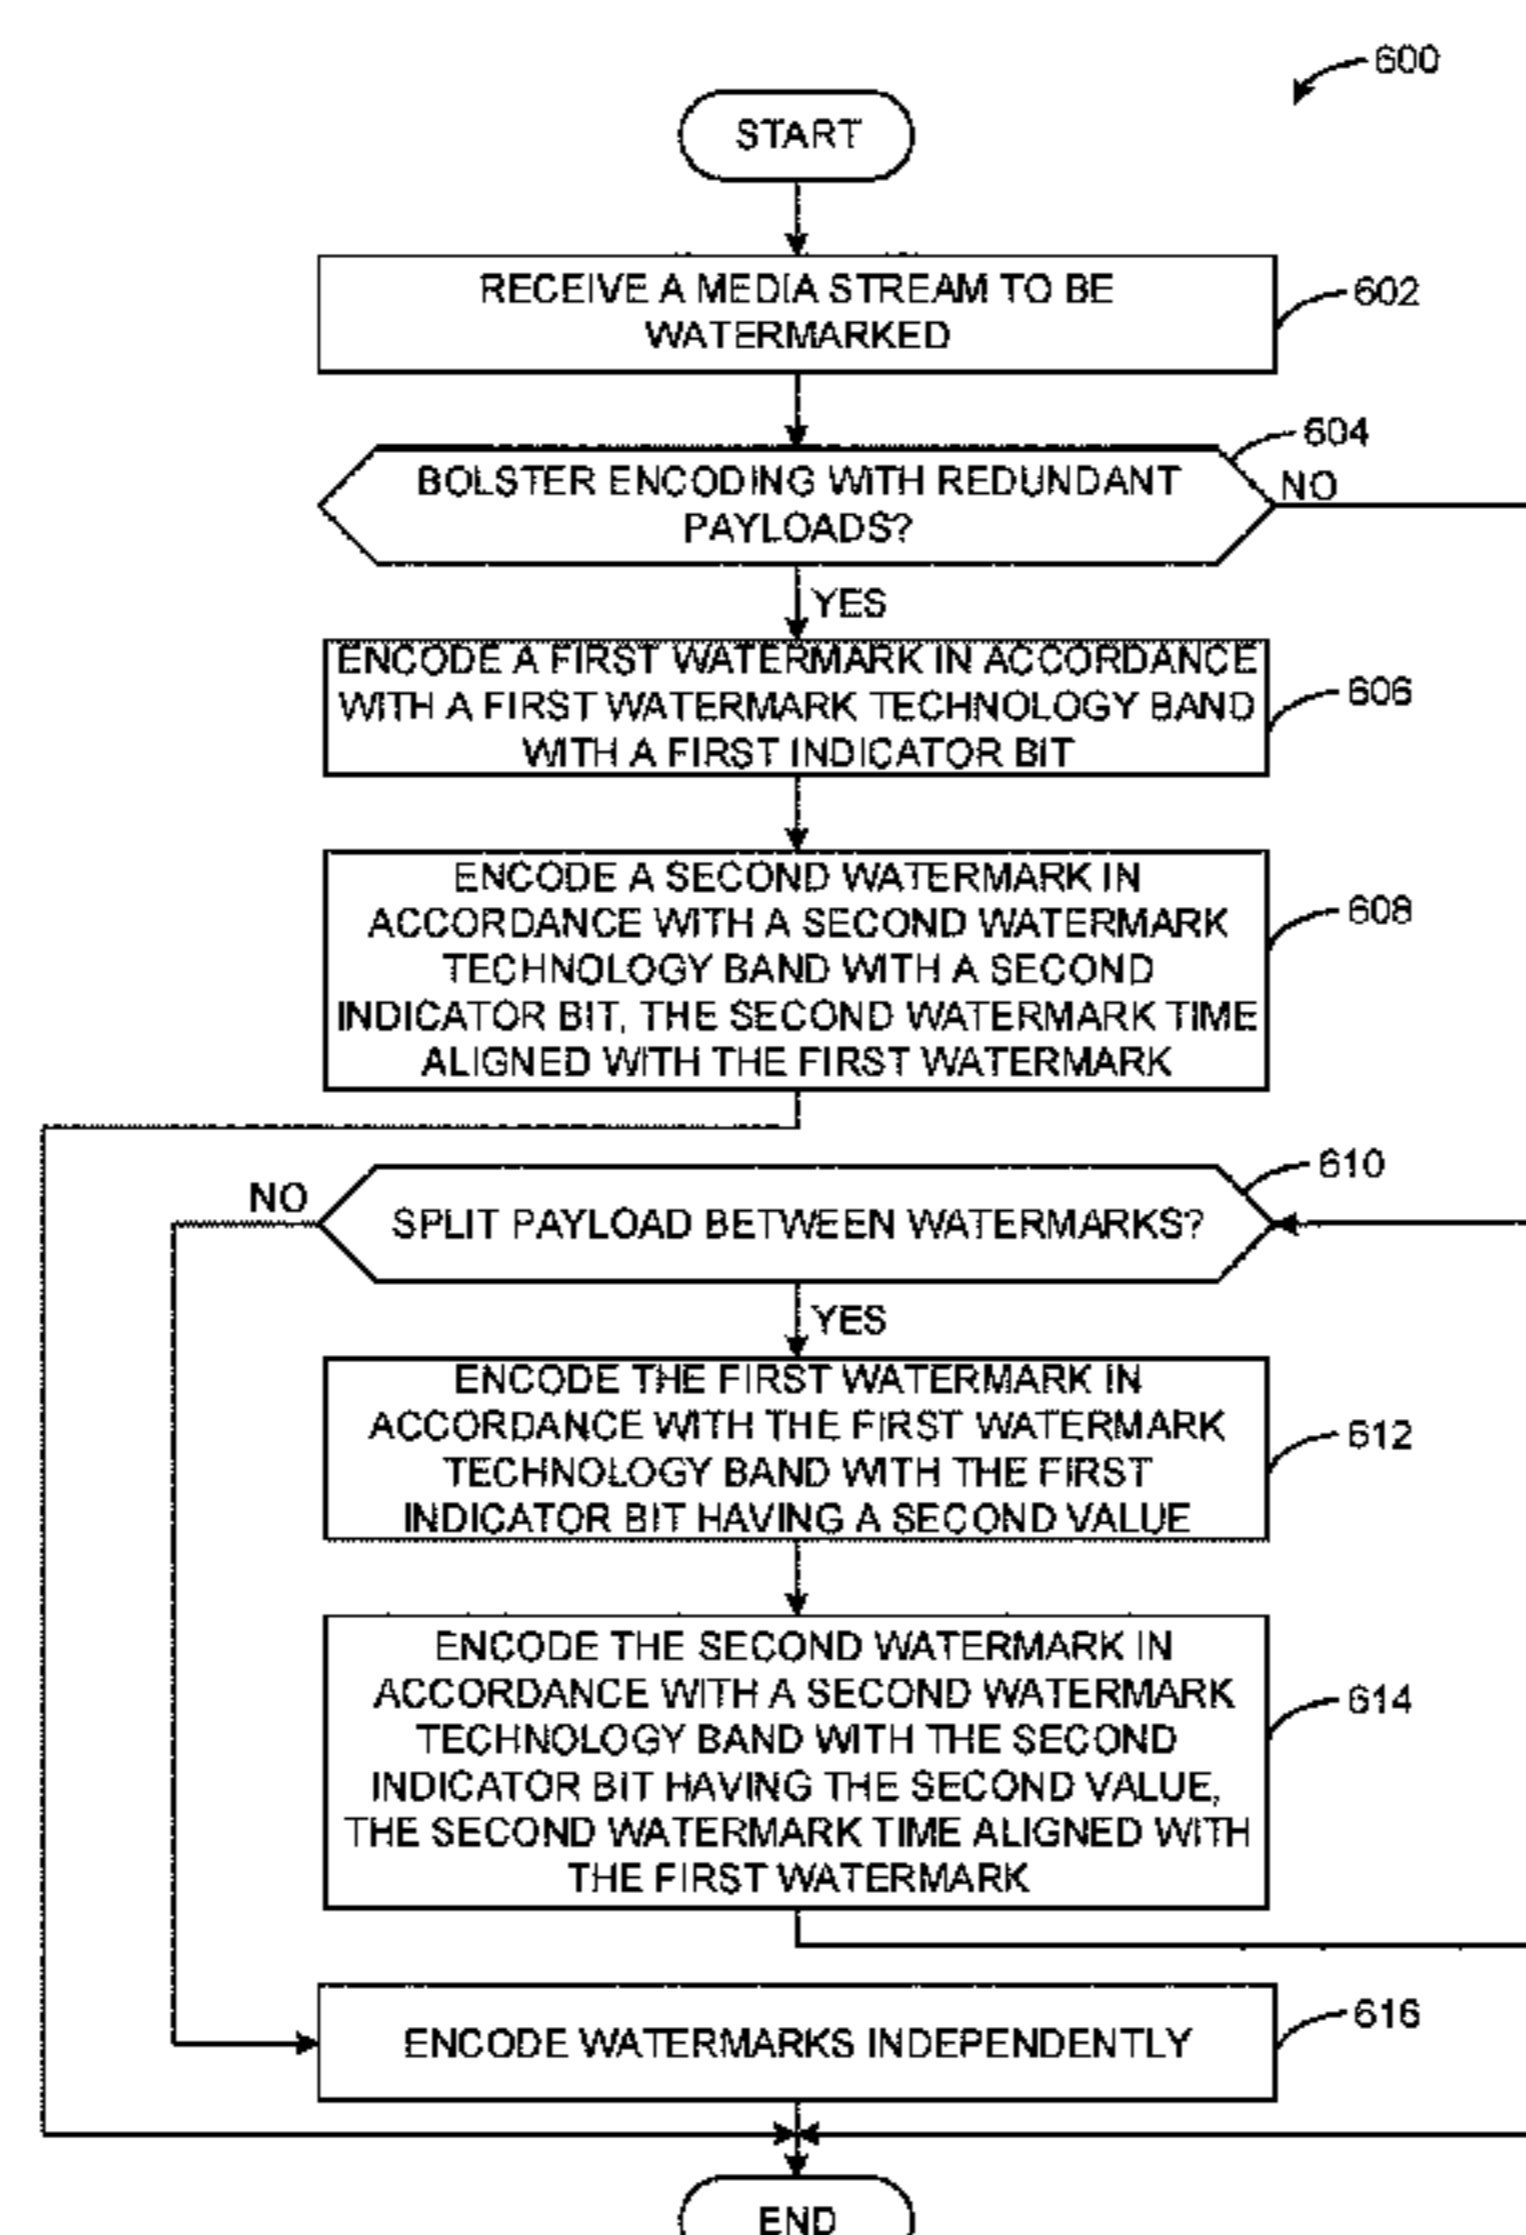 600
START
RECEIVE A MEDIA STREAM TO BE
WATERMARKED
602
604
BOLSTER ENCODING WITH REDUNDANT
PAYLOADS?
NO
YES
ENCODE A FIRST WATERMARK IN ACCORDANCE
WITH A FIRST WATERMARK TECHNOLOGY BAND
WITH A FIRST INDICATOR BIT
606
ENCODE A SECOND WATERMARK IN
ACCORDANCE WITH A SECOND WATERMARK
TECHNOLOGY BAND WITH A SECOND
INDICATOR BIT, THE SECOND WATERMARK TIME
ALIGNED WITH THE FIRST WATERMARK
608
610
NO
SPLIT PAYLOAD BETWEEN WATERMARKS?
YES
ENCODE THE FIRST WATERMARK IN
ACCORDANCE WITH THE FIRST WATERMARK
TECHNOLOGY BAND WITH THE FIRST
INDICATOR BIT HAVING A SECOND VALUE
612
ENCODE THE SECOND WATERMARK IN
ACCORDANCE WITH A SECOND WATERMARK
TECHNOLOGY BAND WITH THE SECOND
INDICATOR BIT HAVING THE SECOND VALUE,
THE SECOND WATERMARK TIME ALIGNED WITH
THE FIRST WATERMARK
614
ENCODE WATERMARKS INDEPENDENTLY
616
END